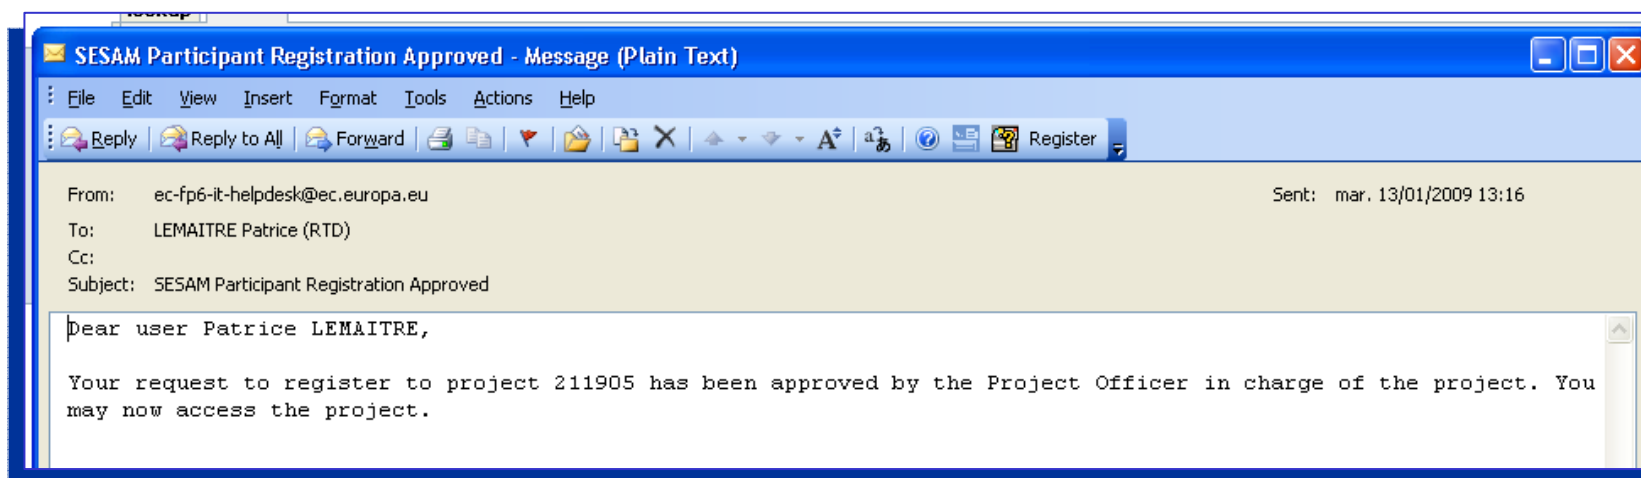 lookup
SESAM Participant Registration Approved - Message (Plain Text)
File Edit View Insert Format Tools Actions Help
Reply Reply to All Forward Register
From: ec-fp6-it-helpdesk@ec.europa.eu Sent: mar. 13/01/2009 13:16
To: LEMAITRE Patrice (RTD)
Cc:
Subject: SESAM Participant Registration Approved
Dear user Patrice LEMAITRE,
Your request to register to project 211905 has been approved by the Project Officer in charge of the project. You
may now access the project.